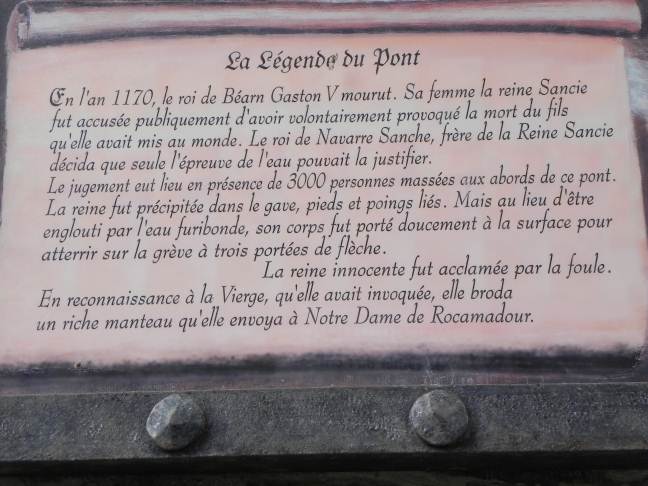 La Légende du Pont
En l'an 1170, le roi de Béarn Gaston V mourut. Sa femme la reine Sancie
fut accusée publiquement d'avoir volontairement provoqué la mort du fils
qu'elle avait mis au monde. Le roi de Navarre Sanche, frère de la Reine Sancie
décida que seule l'épreuve de l'eau pouvait la justifier.
Le jugement eut lieu en présence de 3000 personnes massées aux abords de ce pont.
La reine fut précipitée dans le gave, pieds et poings liés. Mais au lieu d'être
englouti par l'eau furibonde, son corps fut porté doucement à la surface pour
atterrir sur la grève à trois portées de flèche.
La reine innocente fut acclamée par la foule.
En reconnaissance à la Vierge, qu'elle avait invoquée, elle broda
un riche manteau qu'elle envoya à Notre Dame de Rocamadour.